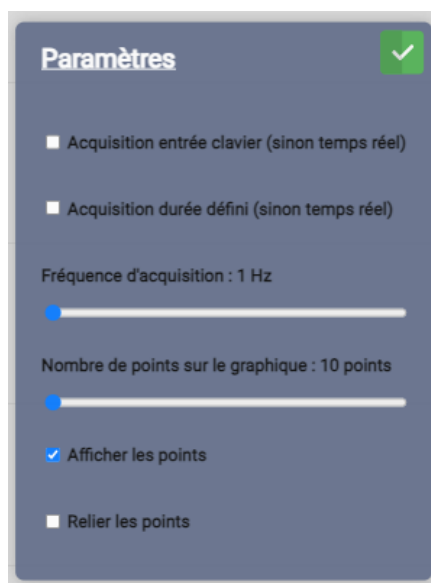 Paramètres
Acquisition entrée clavier (sinon temps réel)
Acquisition durée défini (sinon temps réel)
Fréquence d'acquisition : 1 Hz
Nombre de points sur le graphique : 10 points
Afficher les points
Relier les points